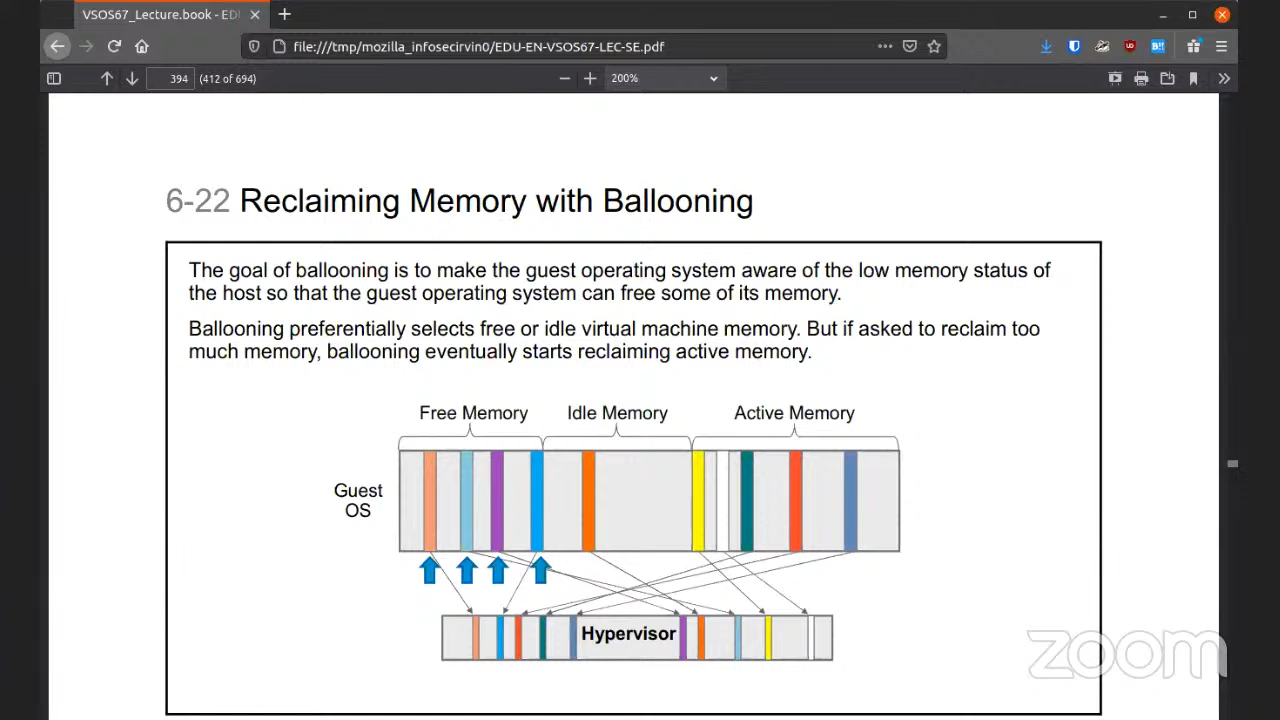 VSOS67_Lecture.book - EDU
file:///tmp/mozilla_infosecirvin0/EDU-EN-VSOS67-LEC-SE.pdf
394 (412 of 694)
200%
6-22 Reclaiming Memory with Ballooning
The goal of ballooning is to make the guest operating system aware of the low memory status of
the host so that the guest operating system can free some of its memory.
Ballooning preferentially selects free or idle virtual machine memory. But if asked to reclaim too
much memory, ballooning eventually starts reclaiming active memory.
Free Memory Idle Memory Active Memory
Guest
OS
Hypervisor
zoom